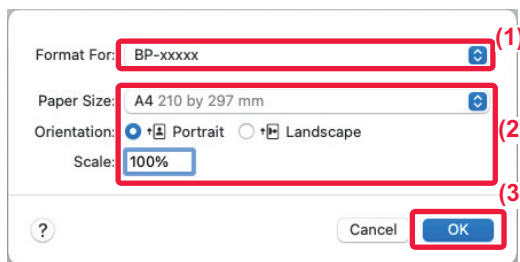 (1)
Format For: BP-xxxxx
Paper Size: A4 210 by 297 mm
Orientation: Portrait Landscape
(2
Scale: 100%
(3
? Cancel OK